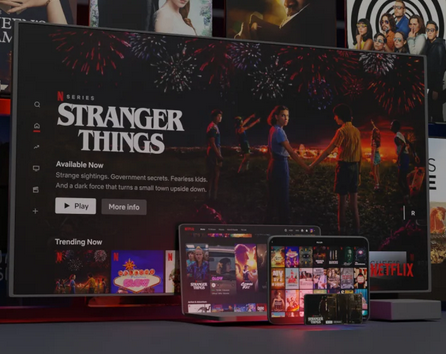 N SERIES
STRANGER
THINGS
Available Now
Strange sightings. Government secrets. Fearless kids.
And a dark force that turns a small town upside down.
Play
More Info
Trending Now
NETFLIX